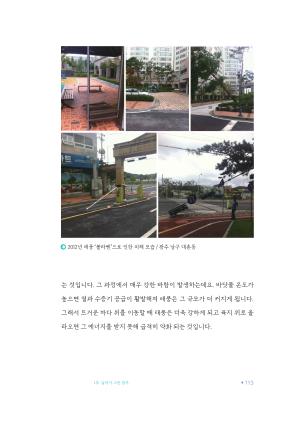 2012년 태풍 '볼라벤'으로 인한 피해 모습 / 광주 남구 대촌동
는 것입니다. 그 과정에서 매우 강한 바람이 발생하는데요. 바닷물 온도가
높으면 열과 수증기 공급이 활발해져 태풍은 그 규모가 더 커지게 됩니다.
그래서 뜨거운 바다 위를 이동할 때 태풍은 더욱 강하게 되고 육지 위로 올
라오면 그 에너지를 받지 못해 급격히 약화 되는 것입니다.
113